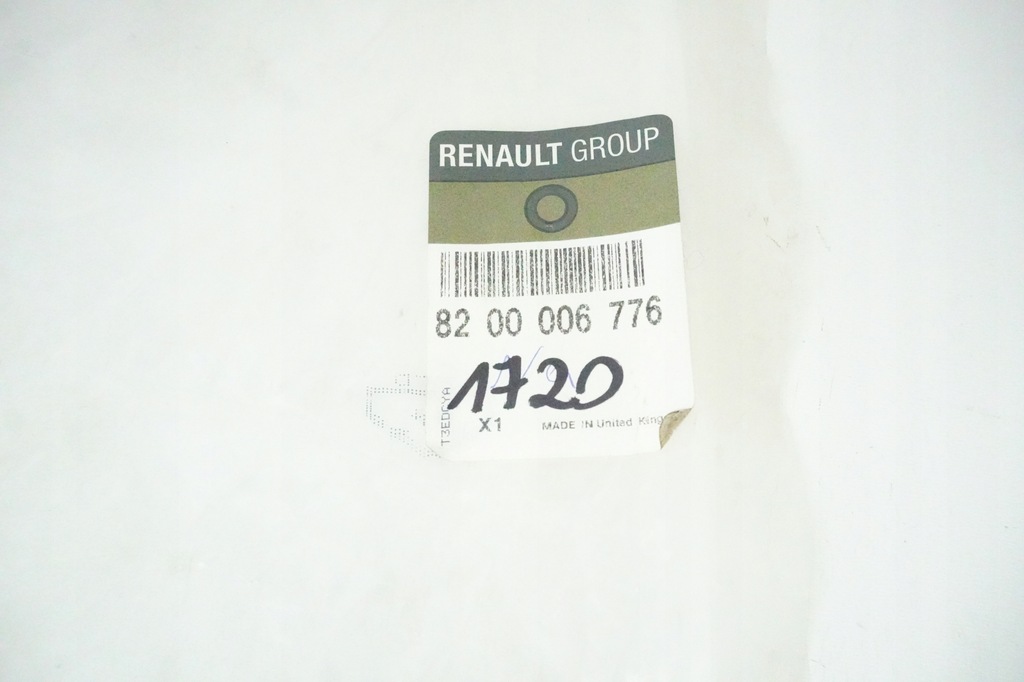 RENAULT GROUP
82 00 006 776
1720
T3EDCYA
X1
MADE IN United King